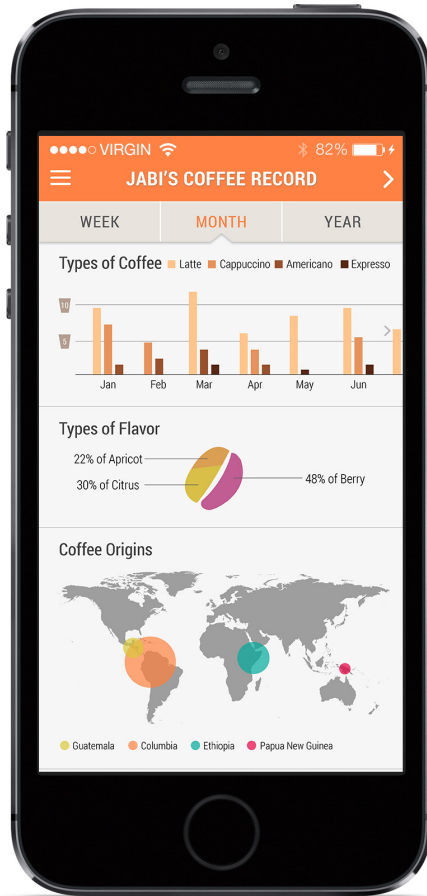 VIRGIN 82%
JABI'S COFFEE RECORD
WEEK MONTH YEAR
Types of Coffee Latte Cappuccino Americano Expresso
10
5
Jan Feb Mar Apr May Jun
Types of Flavor
22% of Apricot
30% of Citrus
48% of Berry
Coffee Origins
Guatemala Columbia Ethiopia Papua New Guinea